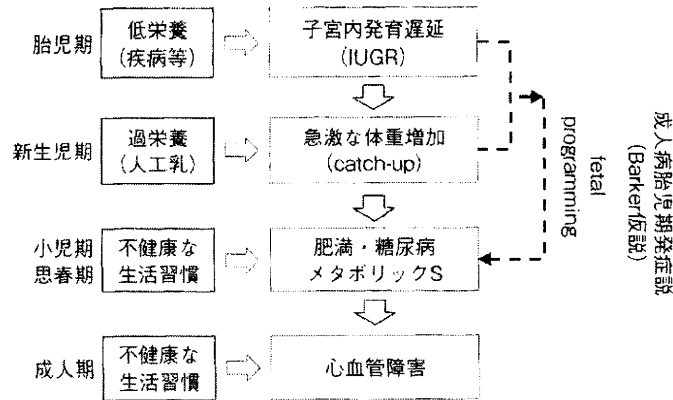 胎児期
低栄養
(疾病等)
子宮内発育遅延
(IUGR)
新生児期
過栄養
(人工乳)
急激な体重増加
(catch-up)
小児期
思春期
不健康な
生活習慣
肥満・糖尿病
メタボリックS
成人期
不健康な
生活習慣
心血管障害
fetal
programming
成人病胎児期発症説
(Barker仮説)